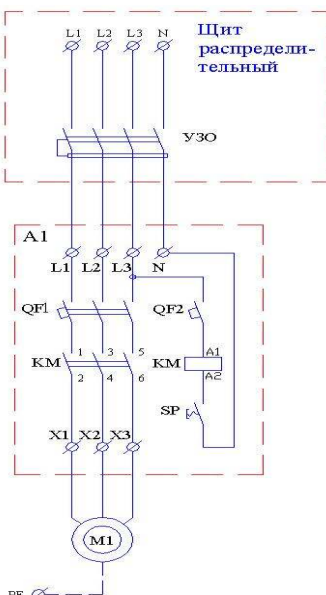 L1 L2 L3 N
Щит
распредели-
тельный
УЗО
A1
L1 L2 L3 N
QF1
QF2
KM
1 3 5
2 4 6
KM
A1
A2
SP
X1 X2 X3
M1
PE